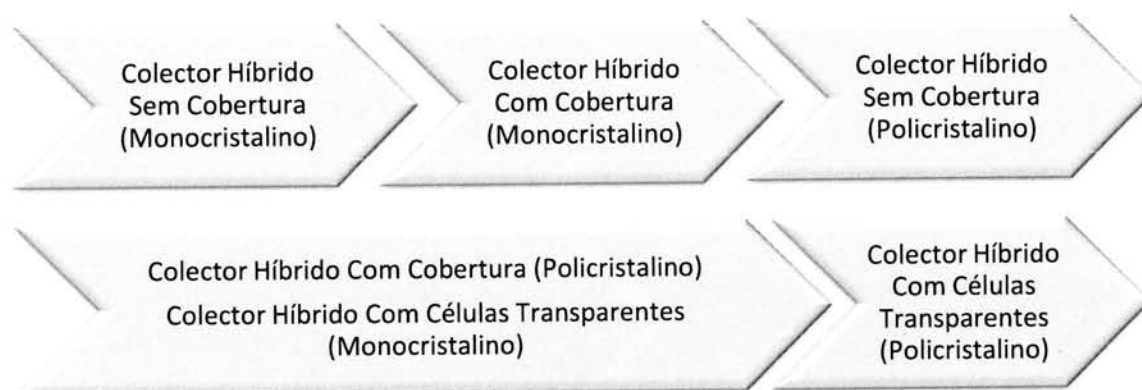 Colector Híbrido
Sem Cobertura
(Monocristalino)
Colector Híbrido
Com Cobertura
(Monocristalino)
Colector Híbrido
Sem Cobertura
(Policristalino)
Colector Híbrido Com Cobertura (Policristalino)
Colector Híbrido Com Células Transparentes
(Monocristalino)
Colector Híbrido
Com Células
Transparentes
(Policristalino)